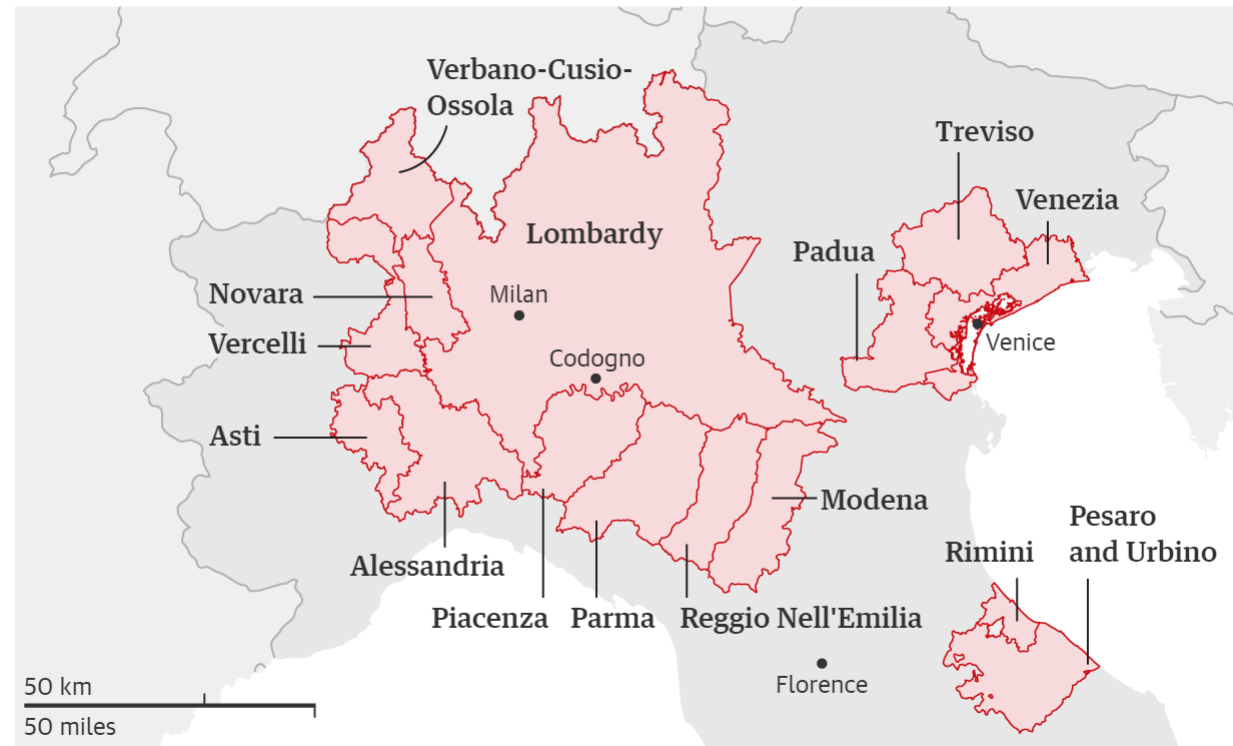 Verbano-Cusio-
Ossola
Treviso
Venezia
Lombardy
Padua
Novara
Milan
Vercelli
Venice
Codogno
Asti
Modena
Pesaro
and Urbino
Rimini
Alessandria
Piacenza
Parma
Reggio Nell'Emilia
Florence
50 km
50 miles